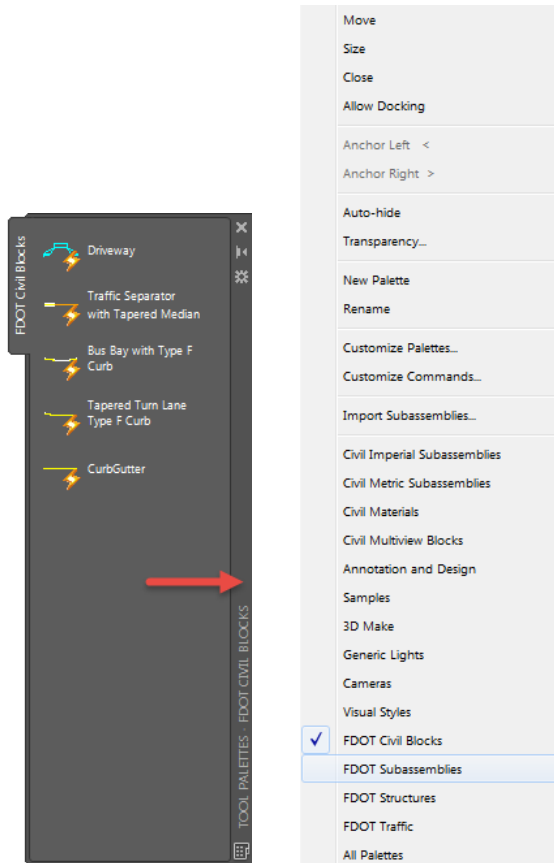 FDOT Civil Blocks
Driveway
Traffic Separator
with Tapered Median
Bus Bay with Type F
Curb
Tapered Turn Lane
Type F Curb
CurbGutter
TOOL PALETTES - FDOT CIVIL BLOCKS
Move
Size
Close
Allow Docking
Anchor Left <
Anchor Right >
Auto-hide
Transparency...
New Palette
Rename
Customize Palettes...
Customize Commands...
Import Subassemblies...
Civil Imperial Subassemblies
Civil Metric Subassemblies
Civil Materials
Civil Multiview Blocks
Annotation and Design
Samples
3D Make
Generic Lights
Cameras
Visual Styles
FDOT Civil Blocks
FDOT Subassemblies
FDOT Structures
FDOT Traffic
All Palettes